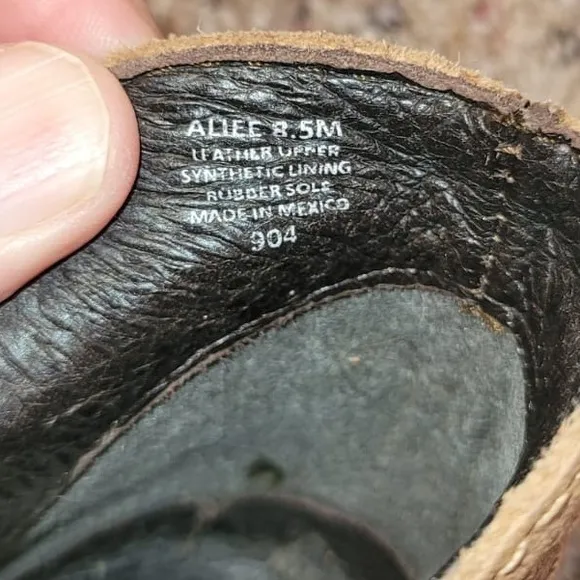 ALIEE 8.5M
LEATHER UPPER
SYNTHETIC LINING
RUBBER SOLE
MADE IN MEXICO
904